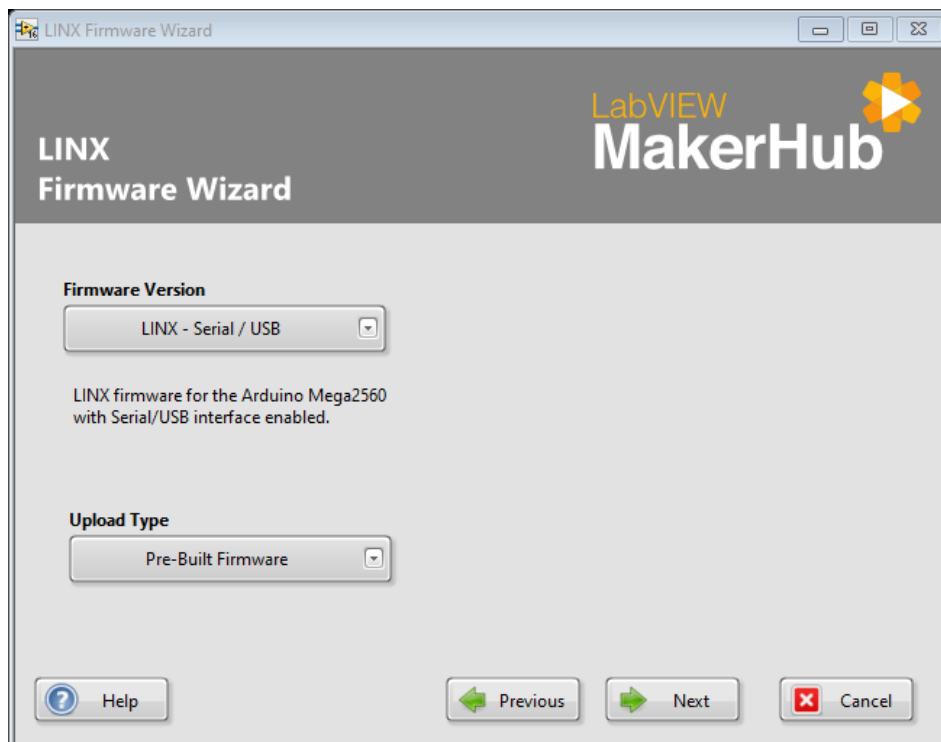 LINX Firmware Wizard
LabVIEW
MakerHub
LINX
Firmware Wizard
Firmware Version
LINX - Serial / USB
LINX firmware for the Arduino Mega2560
with Serial/USB interface enabled.
Upload Type
Pre-Built Firmware
Help
Previous
Next
Cancel